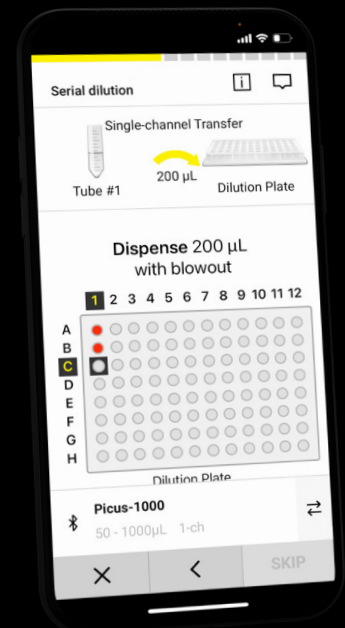 Serial dilution
Single-channel Transfer
Tube #1
200 µL
Dilution Plate
Dispense 200 µL
with blowout
1 2 3 4 5 6 7 8 9 10 11 12
A
B
C
D
E
F
G
H
Dilution Plate
Picus-1000
50 - 1000µL 1-ch
SKIP